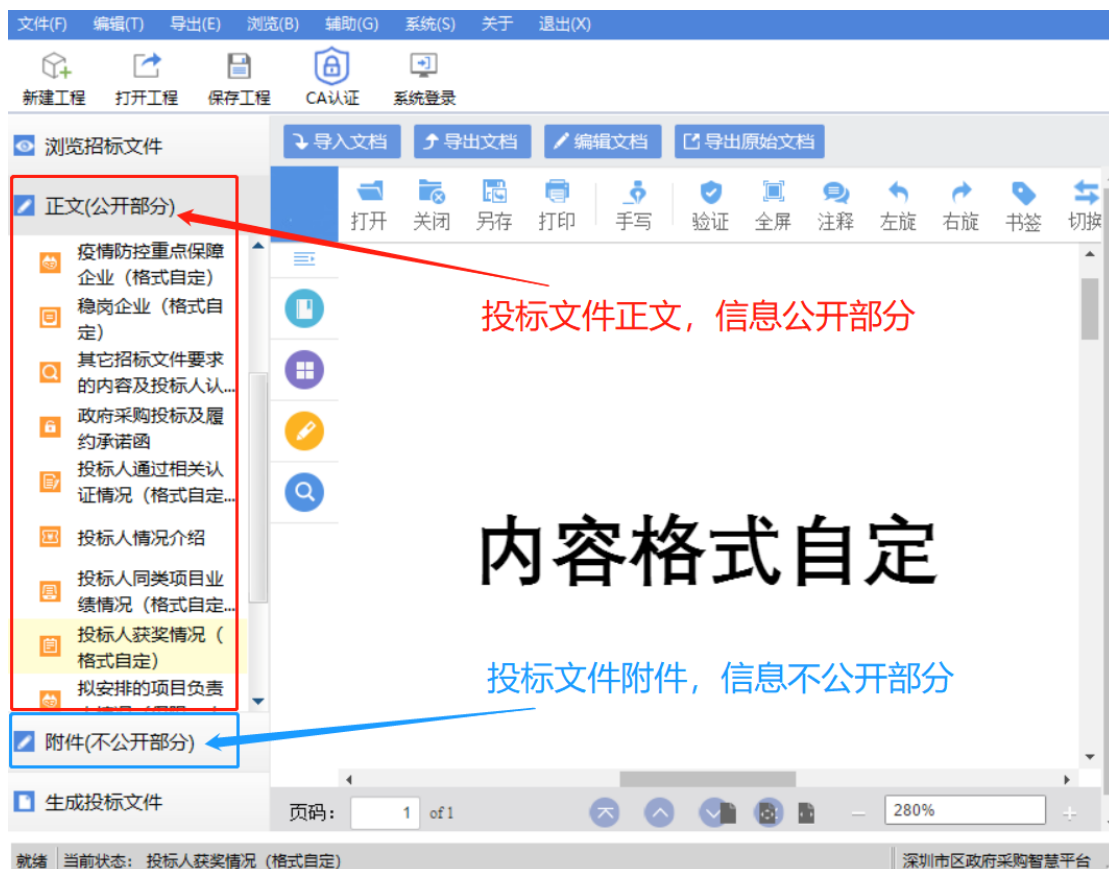 文件(F) 编辑(T) 导出(E) 浏览(B) 辅助(G) 系统(S) 关于 退出(X)
新建工程 打开工程 保存工程 CA认证 系统登录
浏览招标文件
导入文档 导出文档 编辑文档 导出原始文档
正文(公开部分)
打开 关闭 另存 打印 手写 验证 全屏 注释 左旋 右旋 书签 切换
疫情防控重点保障
企业（格式自定）
稳岗企业（格式自
定）
其它招标文件要求
的内容及投标人认...
政府采购投标及履
约承诺函
投标人通过相关认
证情况（格式自定...
投标人情况介绍
投标人同类项目业
绩情况（格式自定...
投标人获奖情况（
格式自定）
拟安排的项目负责
投标文件正文，信息公开部分
内容格式自定
投标文件附件，信息不公开部分
附件(不公开部分)
生成投标文件
页码: 1 of 1 280%
就绪 当前状态: 投标人获奖情况（格式自定） 深圳市区政府采购智慧平台